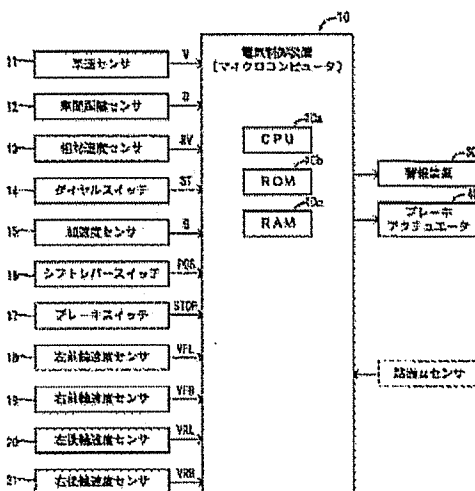 10
電気制御装置
(マイクロコンピュータ)
11 車速センサ V
12 車間距離センサ D
13 相対速度センサ RV
14 ダイヤルスイッチ ST
15 加速度センサ G
16 シフトレバースイッチ POS
17 ブレーキスイッチ STOP
18 左前輪速度センサ VFL
19 右前輪速度センサ VFR
20 左後輪速度センサ VRL
21 右後輪速度センサ VRR
CPU
ROM
RAM
警報装置
ブレーキ
アクチュエータ
路面μセンサ